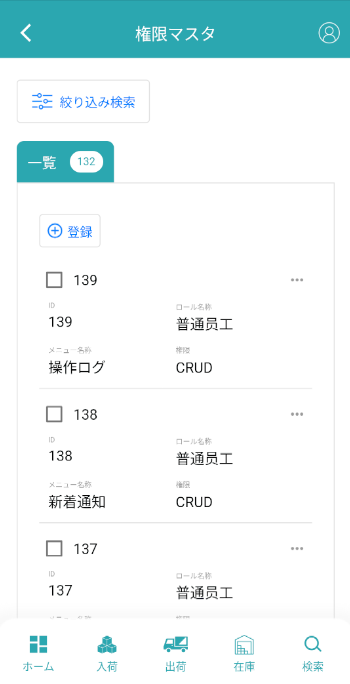 権限マスタ
絞り込み検索
一覧 132
登録
139
ID
ロール名称
139
普通员工
メニュー名称
権限
操作ログ
CRUD
138
ID
ロール名称
138
普通员工
メニュー名称
権限
新着通知
CRUD
137
ID
ロール名称
137
普通员工
ホーム
入荷
出荷
在庫
検索